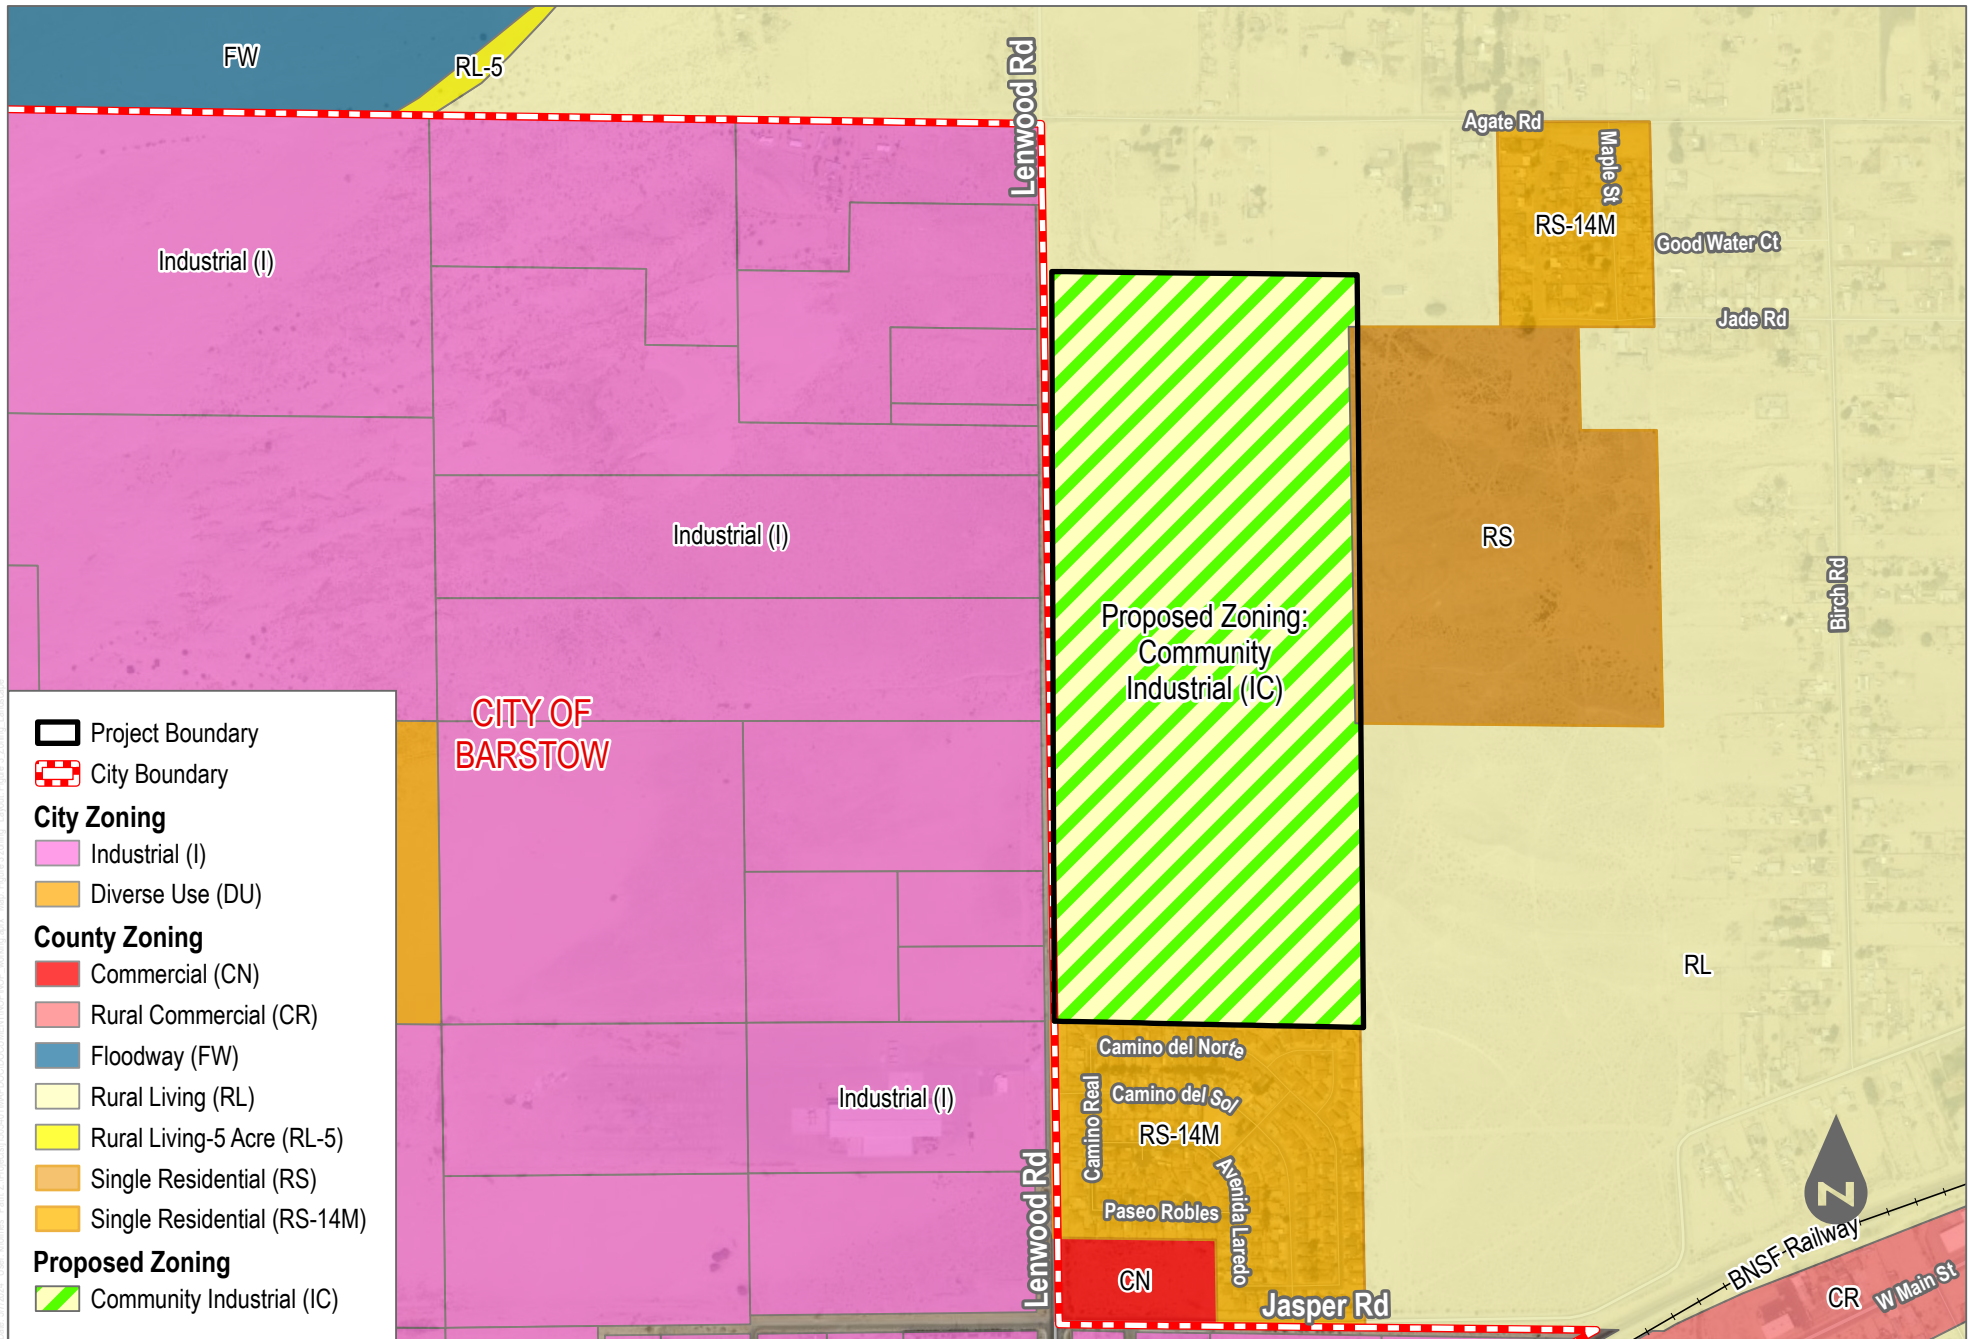 FW
RL-5
Lenwood Rd
Agate Rd
Maple St
RS-14M
Good Water Ct
Jade Rd
Industrial (I)
Industrial (I)
RS
Birch Rd
Proposed Zoning:
Community
Industrial (IC)
CITY OF
BARSTOW
RL
Camino del Norte
Camino Real
Camino del Sol
RS-14M
Industrial (I)
Avenida Laredo
Paseo Robles
Lenwood Rd
CN
Jasper Rd
N
BNSF Railway
CR
W Main St
Project Boundary
City Boundary
City Zoning
Industrial (I)
Diverse Use (DU)
County Zoning
Commercial (CN)
Rural Commercial (CR)
Floodway (FW)
Rural Living (RL)
Rural Living-5 Acre (RL-5)
Single Residential (RS)
Single Residential (RS-14M)
Proposed Zoning
Community Industrial (IC)